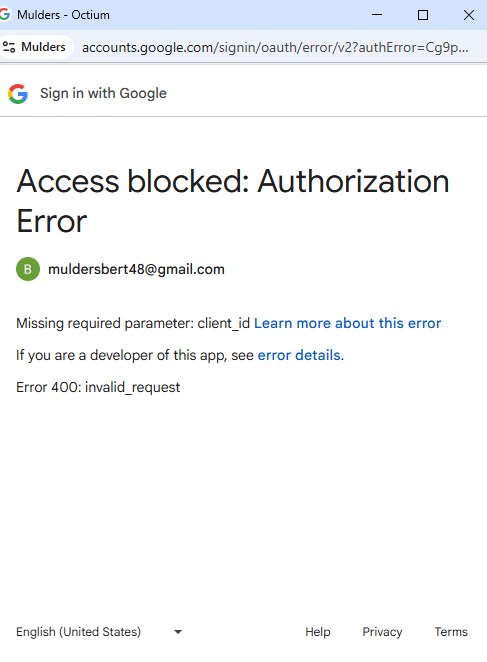 Mulders - Octium
Mulders accounts.google.com/signin/oauth/error/v2?authError=Cg9p...
Sign in with Google
Access blocked: Authorization
Error
B muldersbert48@gmail.com
Missing required parameter: client_id Learn more about this error
If you are a developer of this app, see error details.
Error 400: invalid_request
English (United States) Help Privacy Terms